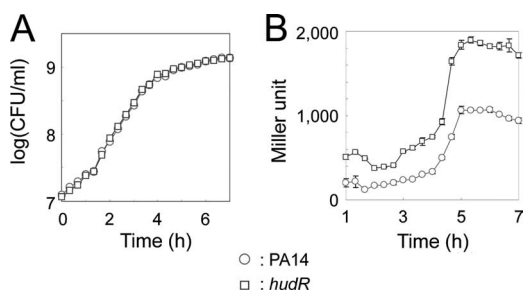 A
log(CFU/ml)
9
8
7
0 2 4 6
Time (h)
B
Miller unit
2,000
1,000
0
1 3 5 7
Time (h)
: PA14
: hudR